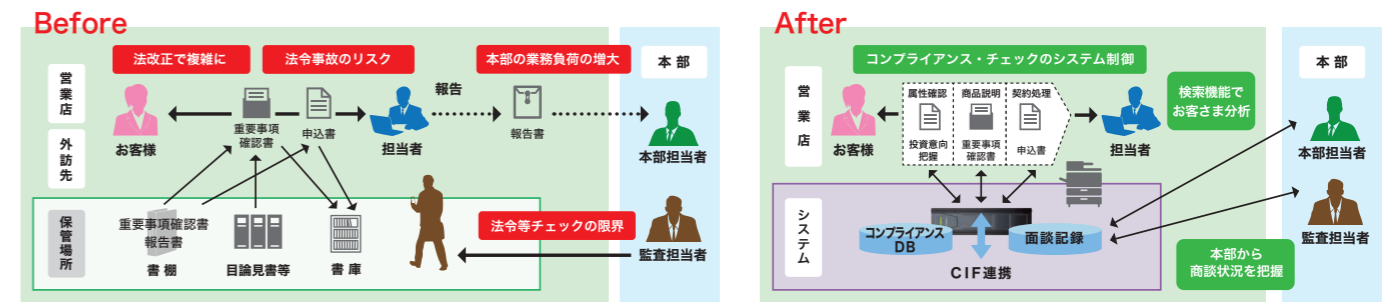 Before
法改正で複雑に
法令事故のリスク
本部の業務負荷の増大
本部
営業店
外訪先
お客様
重要事項
確認書
申込書
担当者
報告
報告書
本部担当者
保管場所
重要事項確認書
報告書
書棚
目論見書等
書庫
法令等チェックの限界
監査担当者
After
コンプライアンス・チェックのシステム制御
本部
営業店
お客様
属性確認
商品説明
契約処理
投資意向
把握
重要事項
確認書
申込書
担当者
検索機能で
お客さま分析
本部担当者
システム
コンプライアンス
DB
面談記録
CIF連携
監査担当者
本部から
商談状況を把握